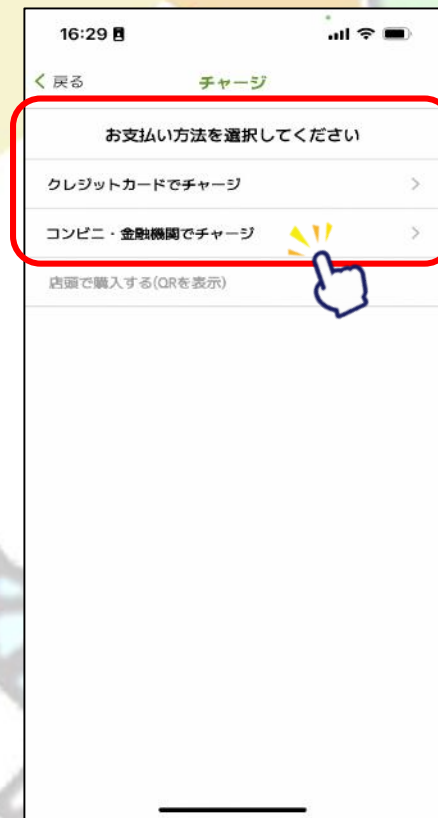 16:29
戻る
チャージ
お支払い方法を選択してください
クレジットカードでチャージ
コンビニ・金融機関でチャージ
店頭で購入する(QRを表示)